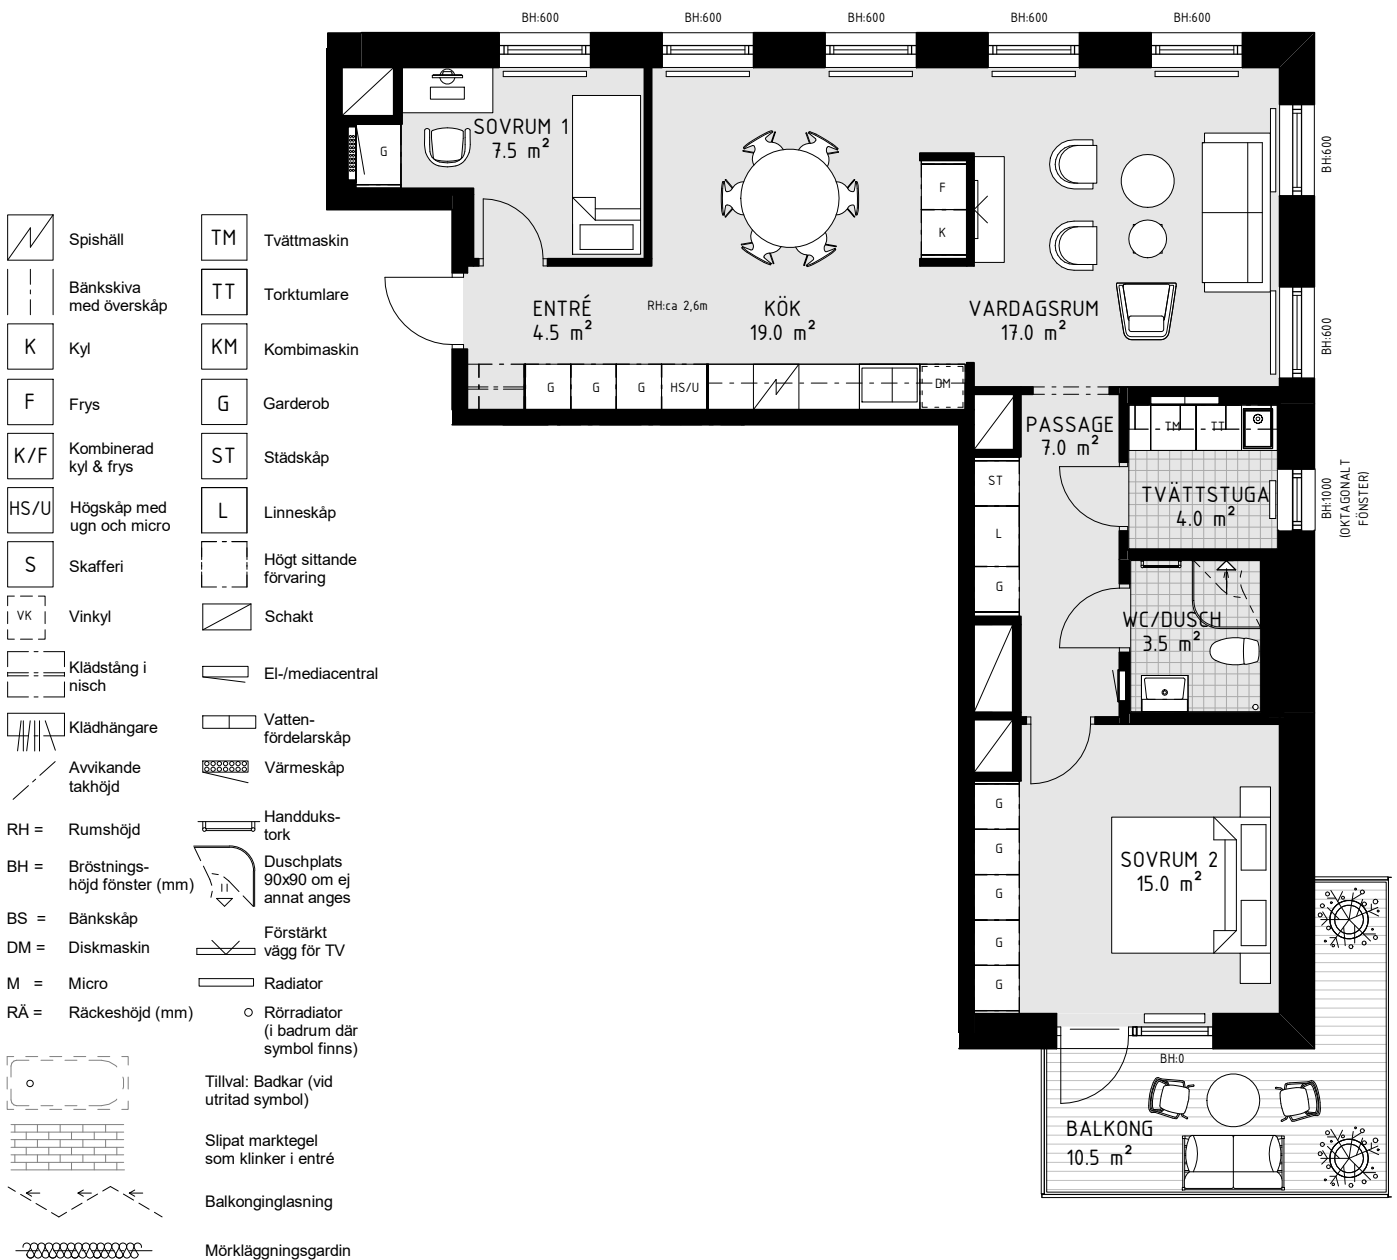 BH:600
BH:600
BH:600
BH:600
BH:600
SOVRUM 1
7.5 m²
G
F
K
BH:600
BH:600
ENTRÉ
4.5 m²
RH:ca 2,6m
KÖK
19.0 m²
VARDAGSRUM
17.0 m²
G
G
G
HS/U
DM
PASSAGE
7.0 m²
TM
TT
ST
L
G
TVÄTTSTUGA
4.0 m²
BH:1000
(OKTAGONALT
FÖNSTER)
WC/DUSCH
3.5 m²
G
G
G
G
G
SOVRUM 2
15.0 m²
BH:0
BALKONG
10.5 m²
Spishäll
Bänkskiva
med överskåp
K
Kyl
F
Frys
K/F
Kombinerad
kyl & frys
HS/U
Högskåp med
ugn och micro
S
Skafferi
VK
Vinkyl
Klädstång i
nisch
Klädhängare
Avvikande
takhöjd
RH =
Rumshöjd
BH =
Bröstnings-
höjd fönster (mm)
BS =
Bänkskåp
DM =
Diskmaskin
M =
Micro
RÄ =
Räckeshöjd (mm)
TM
Tvättmaskin
TT
Torktumlare
KM
Kombimaskin
G
Garderob
ST
Städskåp
L
Linneskåp
Högt sittande
förvaring
Schakt
El-/mediacentral
Vatten-
fördelarskåp
Värmeskåp
Handduks-
tork
Duschplats
90x90 om ej
annat anges
Förstärkt
vägg för TV
Radiator
Rörradiator
(i badrum där
symbol finns)
Tillval: Badkar (vid
utritad symbol)
Slipat marktegel
som klinker i entré
Balkonginglasning
Mörkläggningsgardin